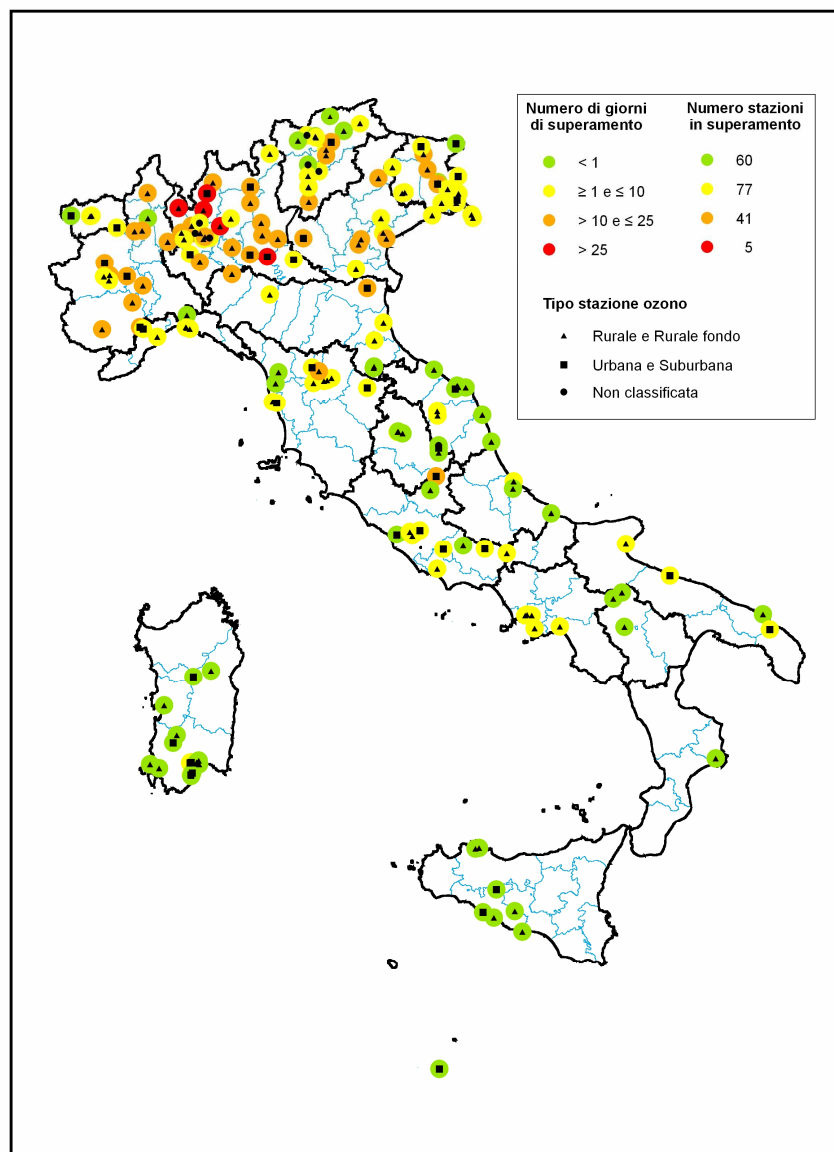 Numero di giorni
di superamento
Numero stazioni
in superamento
< 1
60
≥ 1 e ≤ 10
77
> 10 e ≤ 25
41
> 25
5
Tipo stazione ozono
Rurale e Rurale fondo
Urbana e Suburbana
Non classificata